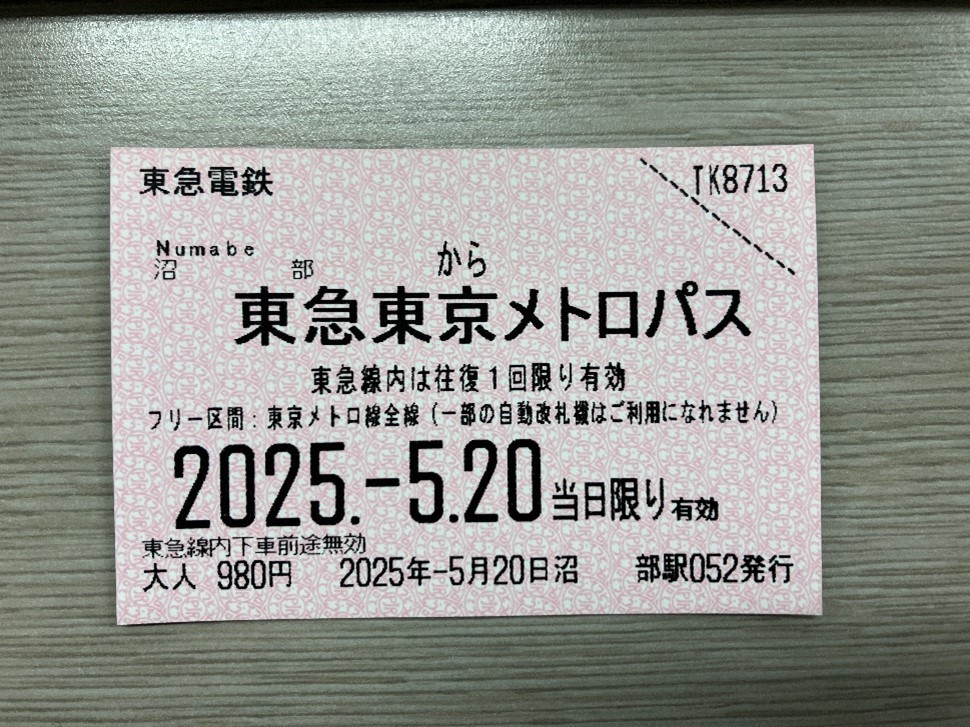 東急電鉄 TK8713
Numabe
沼 部 から
東急東京メトロパス
東急線内は往復1回限り有効
フリー区間：東京メトロ線全線（一部の自動改札機はご利用になれません）
2025.-5.20当日限り有効
東急線内下車前途無効
大人 980円 2025年-5月20日沼 部駅052発行